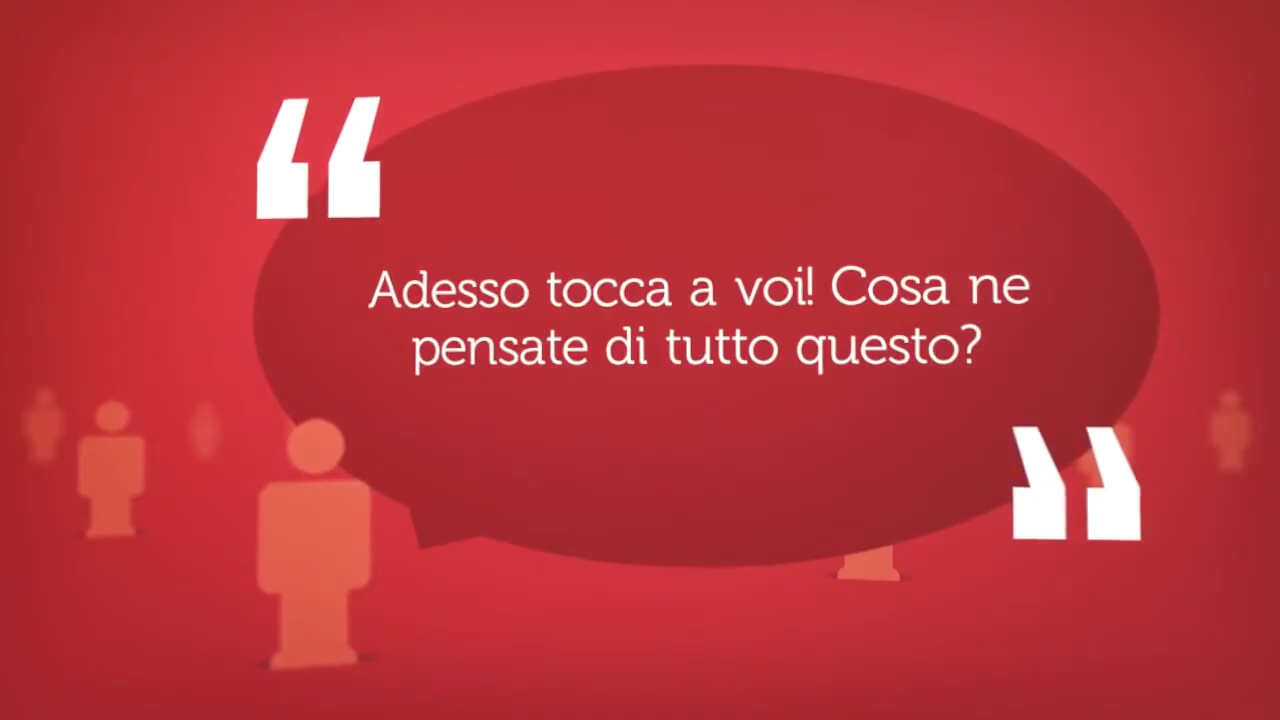 “
Adesso tocca a voi! Cosa ne
pensate di tutto questo?
”